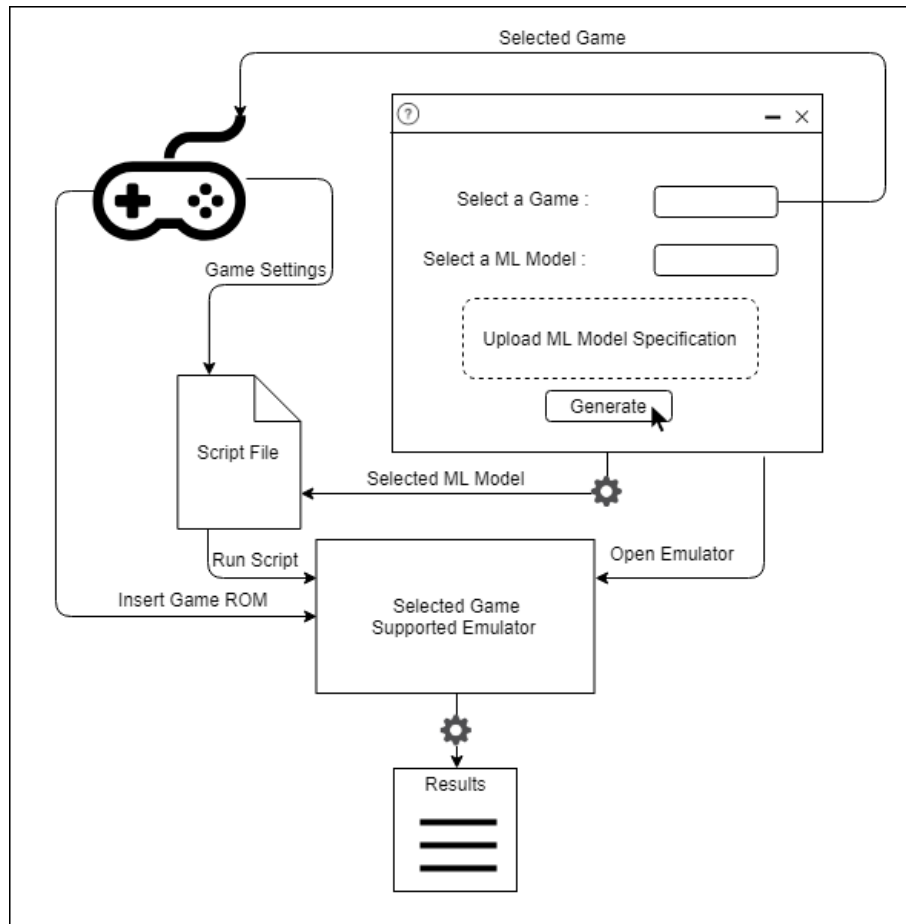 Selected Game
?
Select a Game :
Game Settings
Select a ML Model :
Upload ML Model Specification
Generate
Script File
Selected ML Model
Run Script
Open Emulator
Insert Game ROM
Selected Game
Supported Emulator
Results